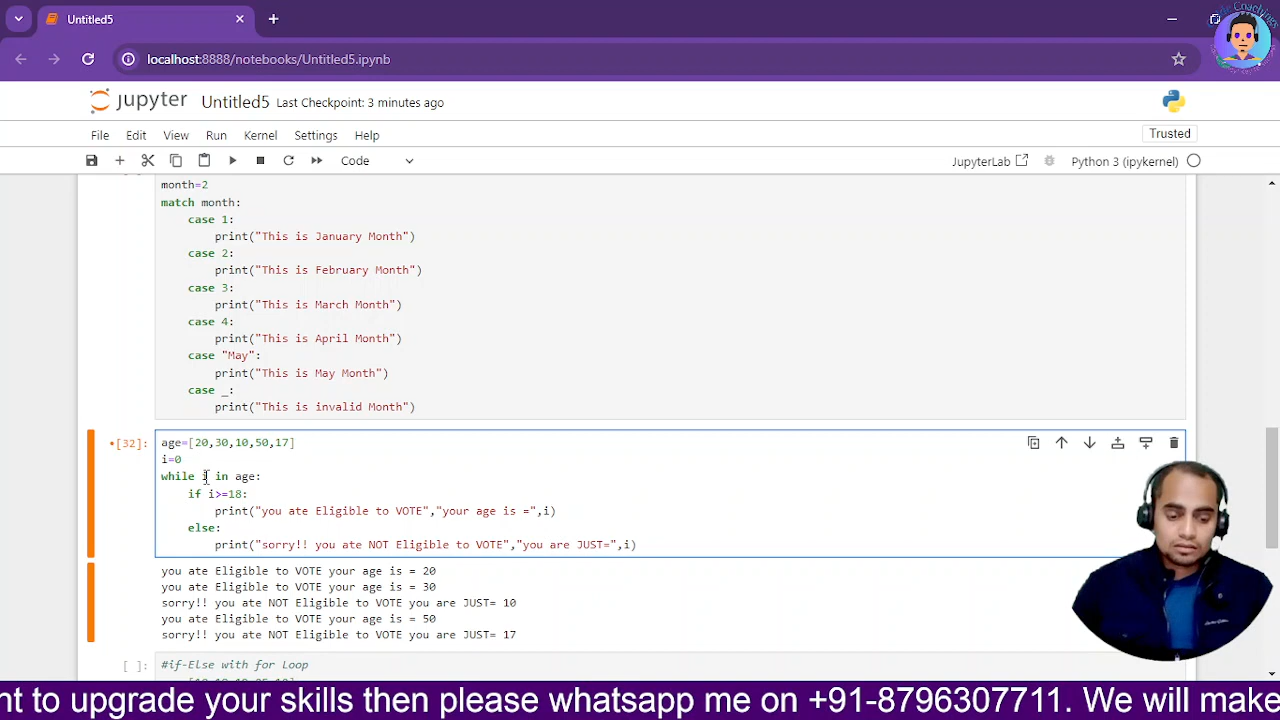 Untitled5
localhost:8888/notebooks/Untitled5.ipynb
jupyter Untitled5 Last Checkpoint: 3 minutes ago
File Edit View Run Kernel Settings Help
Trusted
Code
JupyterLab
Python 3 (ipykernel)
month=2
match month:
case 1:
print("This is January Month")
case 2:
print("This is February Month")
case 3:
print("This is March Month")
case 4:
print("This is April Month")
case "May":
print("This is May Month")
case _:
print("This is invalid Month")
[32]:
age=[20,30,10,50,17]
i=0
while i in age:
if i>=18:
print("you ate Eligible to VOTE","your age is =",i)
else:
print("sorry!! you ate NOT Eligible to VOTE","you are JUST=",i)
you ate Eligible to VOTE your age is = 20
you ate Eligible to VOTE your age is = 30
sorry!! you ate NOT Eligible to VOTE you are JUST= 10
you ate Eligible to VOTE your age is = 50
sorry!! you ate NOT Eligible to VOTE you are JUST= 17
[ ]:
#if-Else with for Loop
nt to upgrade your skills then please whatsapp me on +91-8796307711. We will make